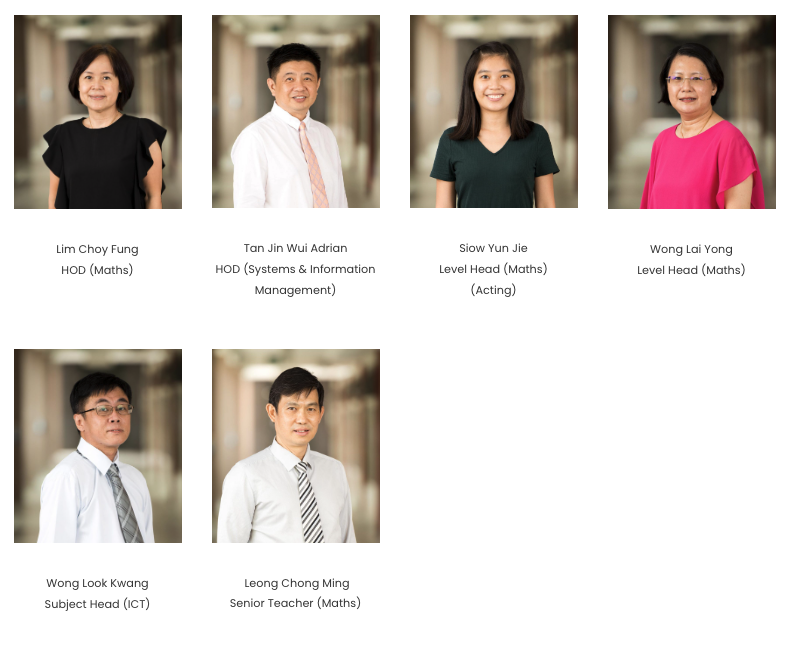 Lim Choy Fung
HOD (Maths)
Tan Jin Wui Adrian
HOD (Systems & Information
Management)
Siow Yun Jie
Level Head (Maths)
(Acting)
Wong Lai Yong
Level Head (Maths)
Wong Look Kwang
Subject Head (ICT)
Leong Chong Ming
Senior Teacher (Maths)